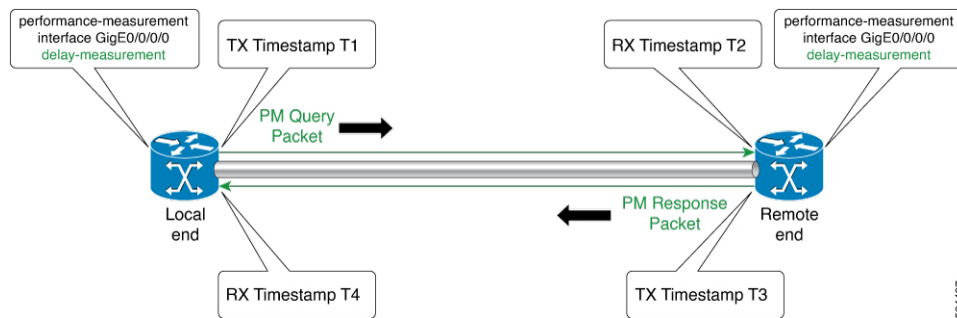 performance-measurement
interface GigE0/0/0/0
delay-measurement
TX Timestamp T1
RX Timestamp T2
performance-measurement
interface GigE0/0/0/0
delay-measurement
PM Query
Packet
PM Response
Packet
Local
end
Remote
end
RX Timestamp T4
TX Timestamp T3